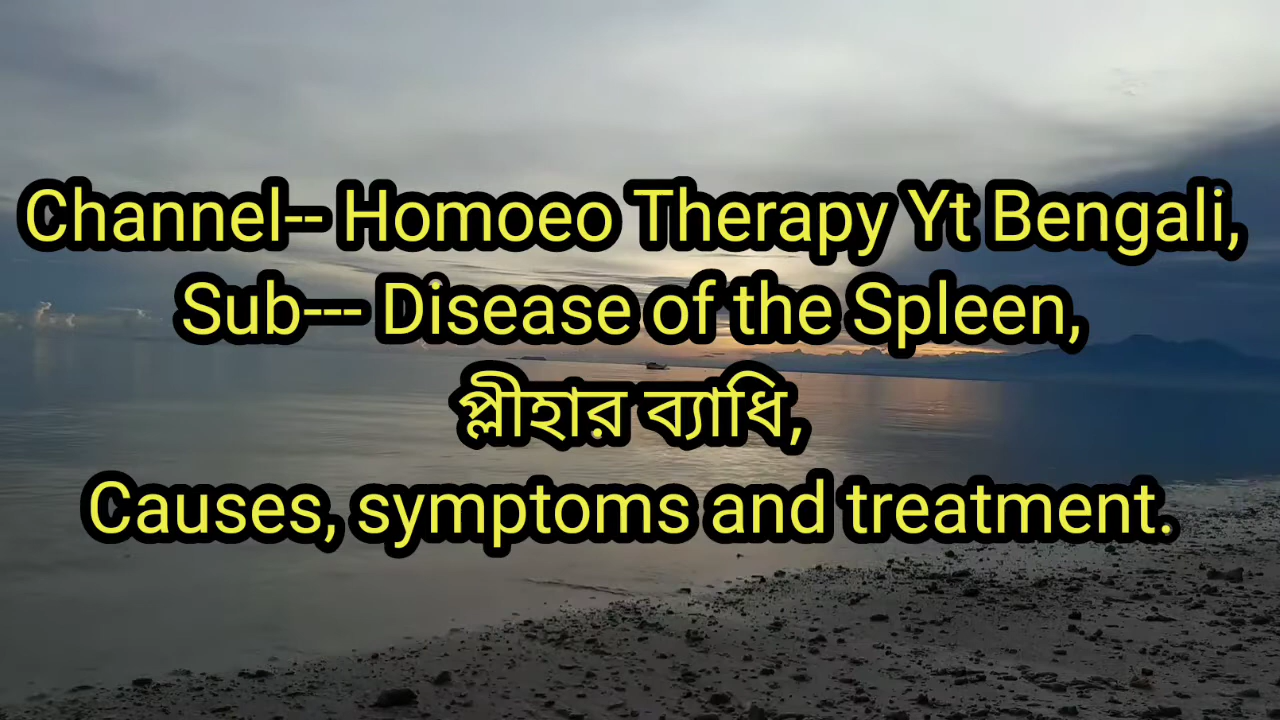 Channel-- Homoeo Therapy Yt Bengali,
Sub--- Disease of the Spleen,
প্লীহার ব্যাধি,
Causes, symptoms and treatment.